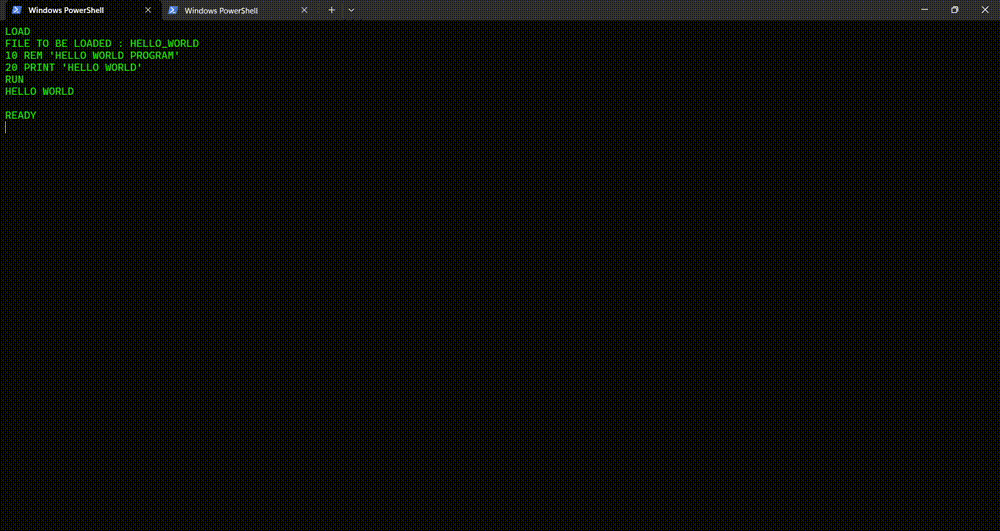 Windows PowerShell
Windows PowerShell
LOAD
FILE TO BE LOADED : HELLO_WORLD
10 REM 'HELLO WORLD PROGRAM'
20 PRINT 'HELLO WORLD'
RUN
HELLO WORLD
READY